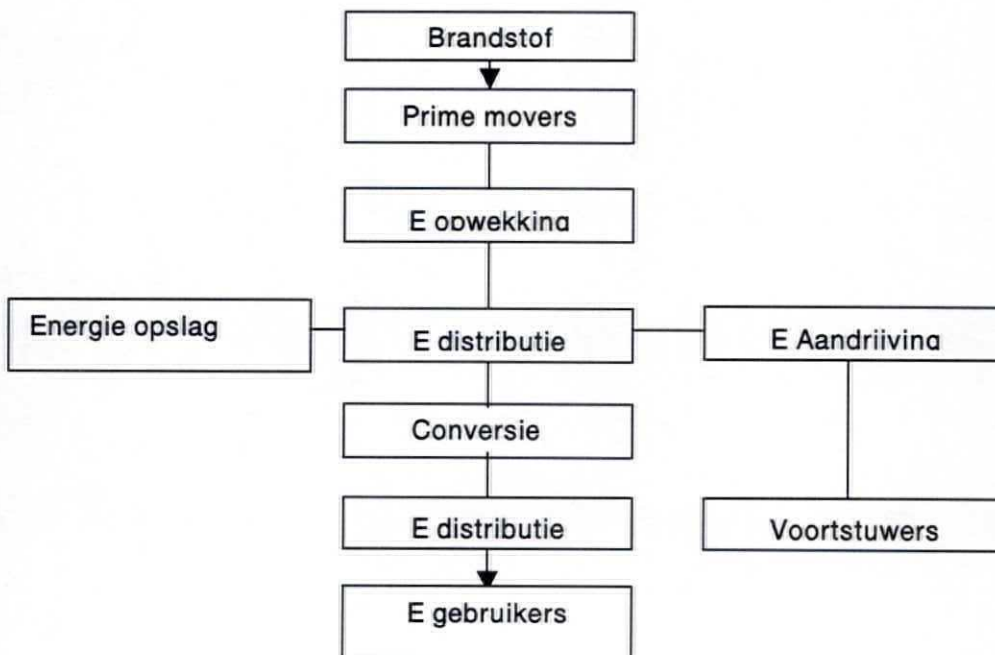 Brandstof
Prime movers
E opwekking
Energie opslag
E distributie
E Aandrijving
Conversie
E distributie
Voortstuwers
E gebruikers